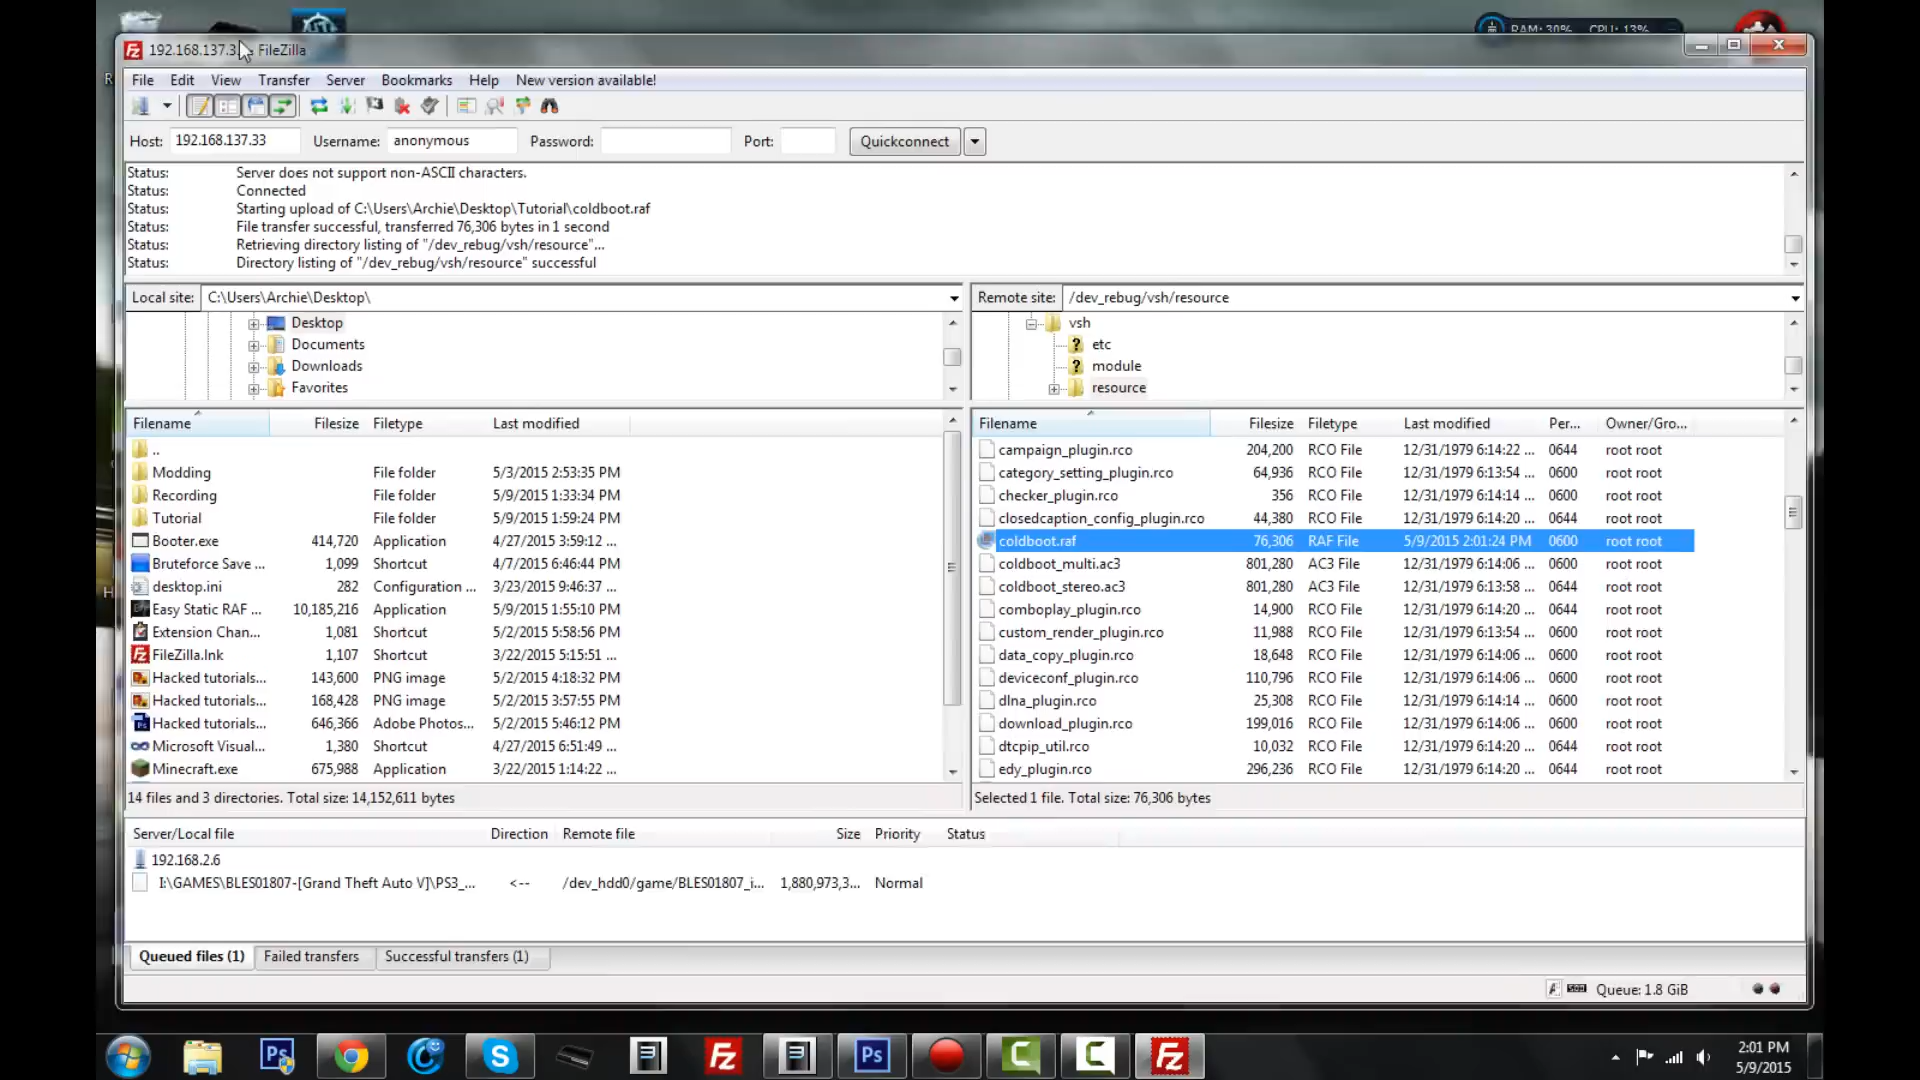 RAM: 30% CPU: 13%
192.168.137.3 FileZilla
File Edit View Transfer Server Bookmarks Help New version available!
Host: 192.168.137.33 Username: anonymous Password: Port: Quickconnect
Status: Server does not support non-ASCII characters.
Status: Connected
Status: Starting upload of C:\Users\Archie\Desktop\Tutorial\coldboot.raf
Status: File transfer successful, transferred 76,306 bytes in 1 second
Status: Retrieving directory listing of "/dev_rebug/vsh/resource"...
Status: Directory listing of "/dev_rebug/vsh/resource" successful
Local site: C:\Users\Archie\Desktop\
Desktop
Documents
Downloads
Favorites
Filename Filesize Filetype Last modified
..
Modding File folder 5/3/2015 2:53:35 PM
Recording File folder 5/9/2015 1:33:34 PM
Tutorial File folder 5/9/2015 1:59:24 PM
Booter.exe 414,720 Application 4/27/2015 3:59:12 ...
Bruteforce Save ... 1,099 Shortcut 4/7/2015 6:46:44 PM
desktop.ini 282 Configuration ... 3/23/2015 9:46:37 ...
Easy Static RAF ... 10,185,216 Application 5/9/2015 1:55:10 PM
Extension Chan... 1,081 Shortcut 5/2/2015 5:58:56 PM
FileZilla.lnk 1,107 Shortcut 3/22/2015 5:15:51 ...
Hacked tutorials... 143,600 PNG image 5/2/2015 4:18:32 PM
Hacked tutorials... 168,428 PNG image 5/2/2015 3:57:55 PM
Hacked tutorials... 646,366 Adobe Photos... 5/2/2015 5:46:12 PM
Microsoft Visual... 1,380 Shortcut 4/27/2015 6:51:49 ...
Minecraft.exe 675,988 Application 3/22/2015 1:14:22 ...
14 files and 3 directories. Total size: 14,152,611 bytes
Remote site: /dev_rebug/vsh/resource
vsh
etc
module
resource
Filename Filesize Filetype Last modified Per... Owner/Gro...
campaign_plugin.rco 204,200 RCO File 12/31/1979 6:14:22 ... 0644 root root
category_setting_plugin.rco 64,936 RCO File 12/31/1979 6:13:54 ... 0600 root root
checker_plugin.rco 356 RCO File 12/31/1979 6:14:14 ... 0600 root root
closedcaption_config_plugin.rco 44,380 RCO File 12/31/1979 6:14:20 ... 0644 root root
coldboot.raf 76,306 RAF File 5/9/2015 2:01:24 PM 0600 root root
coldboot_multi.ac3 801,280 AC3 File 12/31/1979 6:14:06 ... 0600 root root
coldboot_stereo.ac3 801,280 AC3 File 12/31/1979 6:13:58 ... 0644 root root
comboplay_plugin.rco 14,900 RCO File 12/31/1979 6:14:20 ... 0644 root root
custom_render_plugin.rco 11,988 RCO File 12/31/1979 6:13:54 ... 0644 root root
data_copy_plugin.rco 18,648 RCO File 12/31/1979 6:14:06 ... 0600 root root
deviceconf_plugin.rco 110,796 RCO File 12/31/1979 6:14:06 ... 0600 root root
dlna_plugin.rco 25,308 RCO File 12/31/1979 6:14:14 ... 0644 root root
download_plugin.rco 199,016 RCO File 12/31/1979 6:14:06 ... 0600 root root
dtcpip_util.rco 10,032 RCO File 12/31/1979 6:14:20 ... 0644 root root
edy_plugin.rco 296,236 RCO File 12/31/1979 6:14:20 ... 0644 root root
Selected 1 file. Total size: 76,306 bytes
Server/Local file Direction Remote file Size Priority Status
192.168.2.6
I:\GAMES\BLES01807-[Grand Theft Auto V]\PS3_... <-- /dev_hdd0/game/BLES01807_i... 1,880,973,3... Normal
Queued files (1) Failed transfers Successful transfers (1)
Queue: 1.8 GiB
2:01 PM
5/9/2015